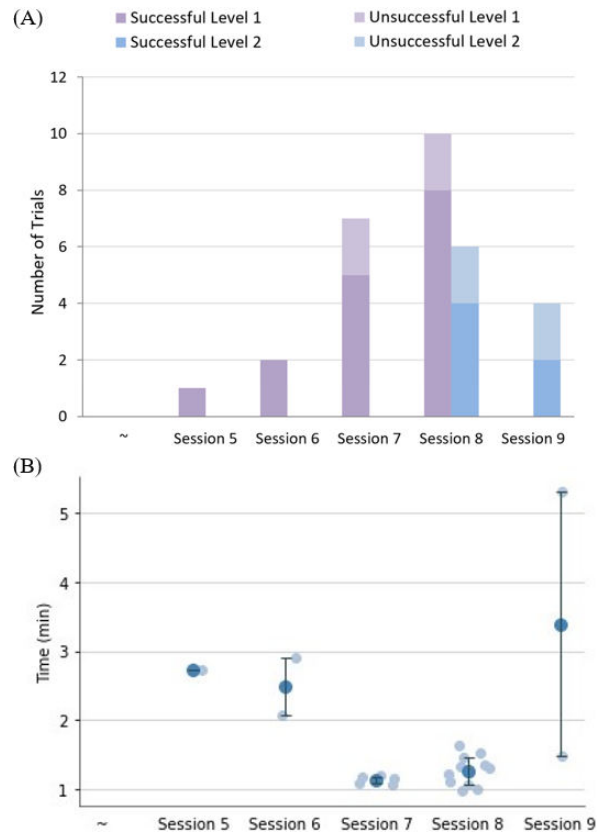 (A)
Successful Level 1 Unsuccessful Level 1
Successful Level 2 Unsuccessful Level 2
12
10
8
6
4
2
0
Number of Trials
~ Session 5 Session 6 Session 7 Session 8 Session 9
(B)
5
4
3
2
1
Time (min)
~ Session 5 Session 6 Session 7 Session 8 Session 9